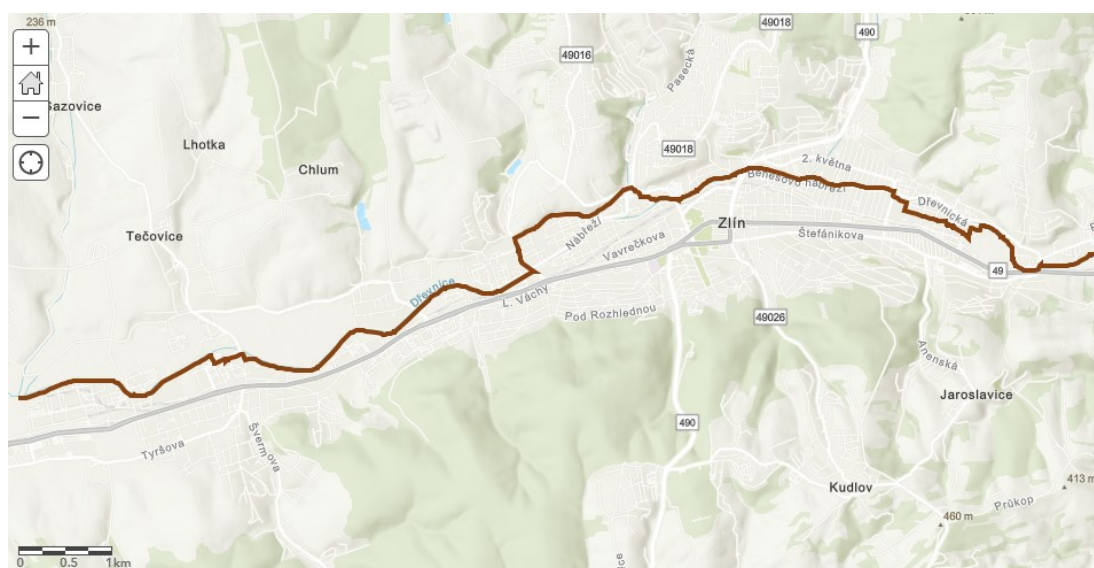 236 m
49018
490
49016
Pasecká
+
−
Sazovice
Lhotka
Chlum
49018
2. května
Benešovo nábřeží
Dřevnická
Tečovice
Nábřeží
Zlín
Vavrečkova
Štefánikova
49
Dřevnice
L. Váchy
Pod Rozhlednou
49026
Anenská
Jaroslavice
490
Švermova
Tyršova
Kudlov
413 m
Průkop
460 m
0 0.5 1km